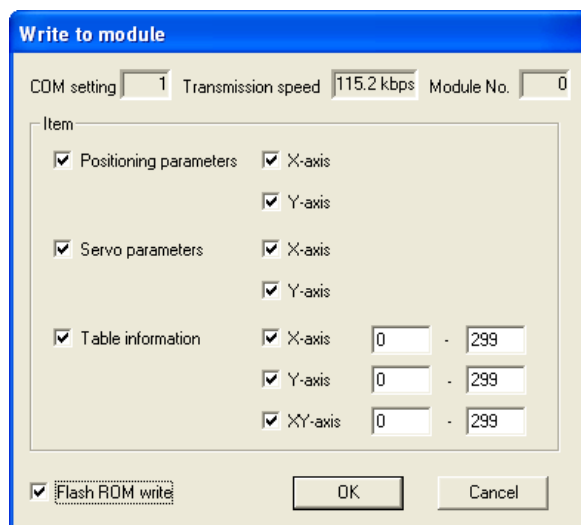 Write to module
COM setting 1 Transmission speed 115.2 kbps Module No. 0
Item
Positioning parameters X-axis
Y-axis
Servo parameters X-axis
Y-axis
Table information X-axis 0 - 299
Y-axis 0 - 299
XY-axis 0 - 299
Flash ROM write OK Cancel